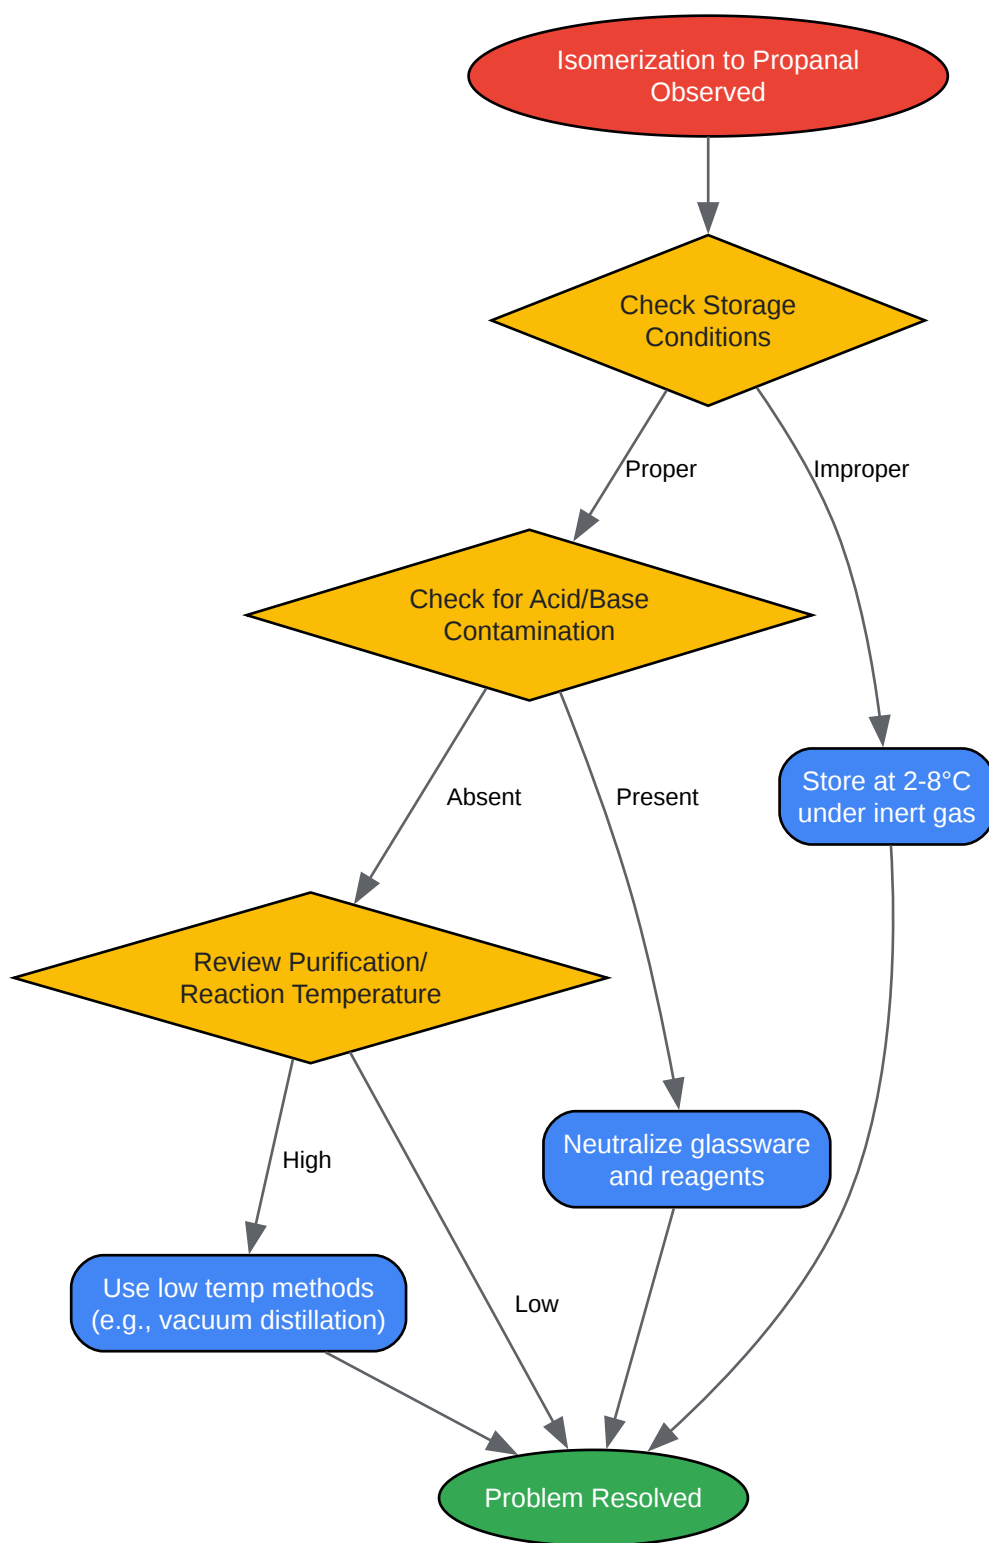 Isomerization to Propanal
Observed
Check Storage
Conditions
Proper
Improper
Check for Acid/Base
Contamination
Absent
Present
Store at 2-8°C
under inert gas
Review Purification/
Reaction Temperature
High
Neutralize glassware
and reagents
Use low temp methods
(e.g., vacuum distillation)
Low
Problem Resolved